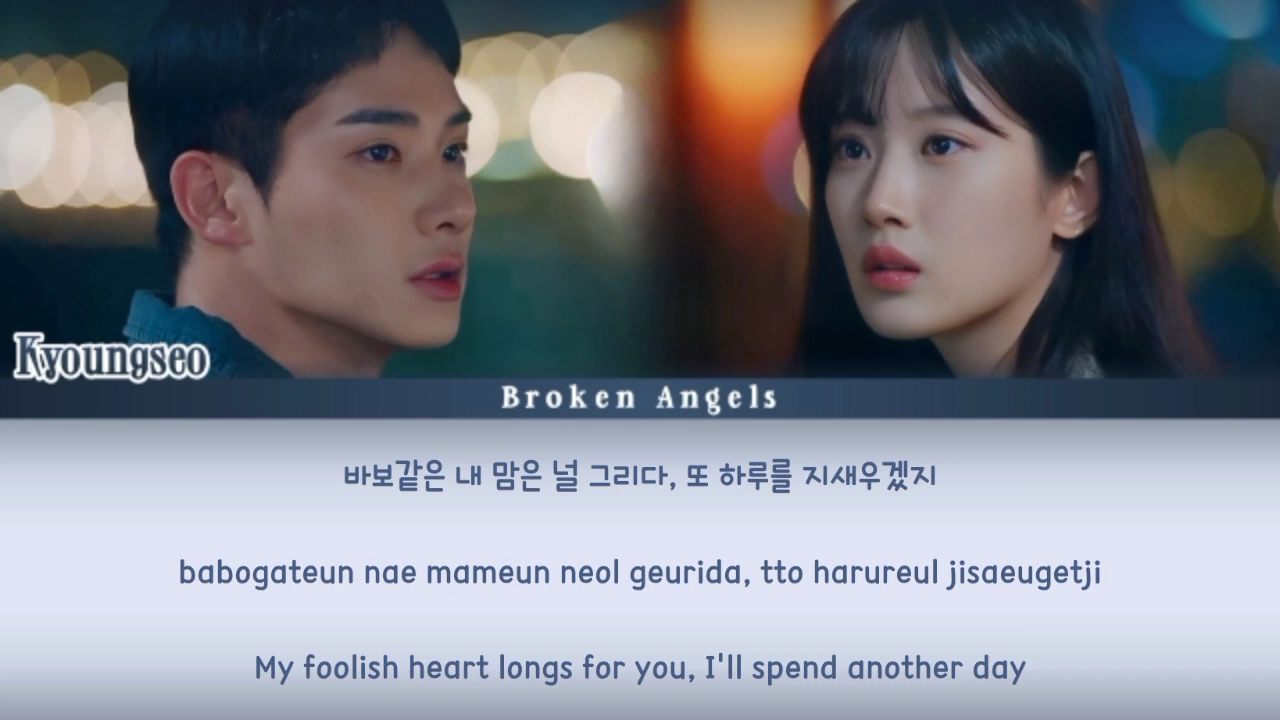 Kyoungseo
Broken Angels
바보같은 내 맘은 널 그리다, 또 하루를 지새우겠지
babogateun nae mameun neol geurida, tto harureul jisaeugetji
My foolish heart longs for you, I'll spend another day